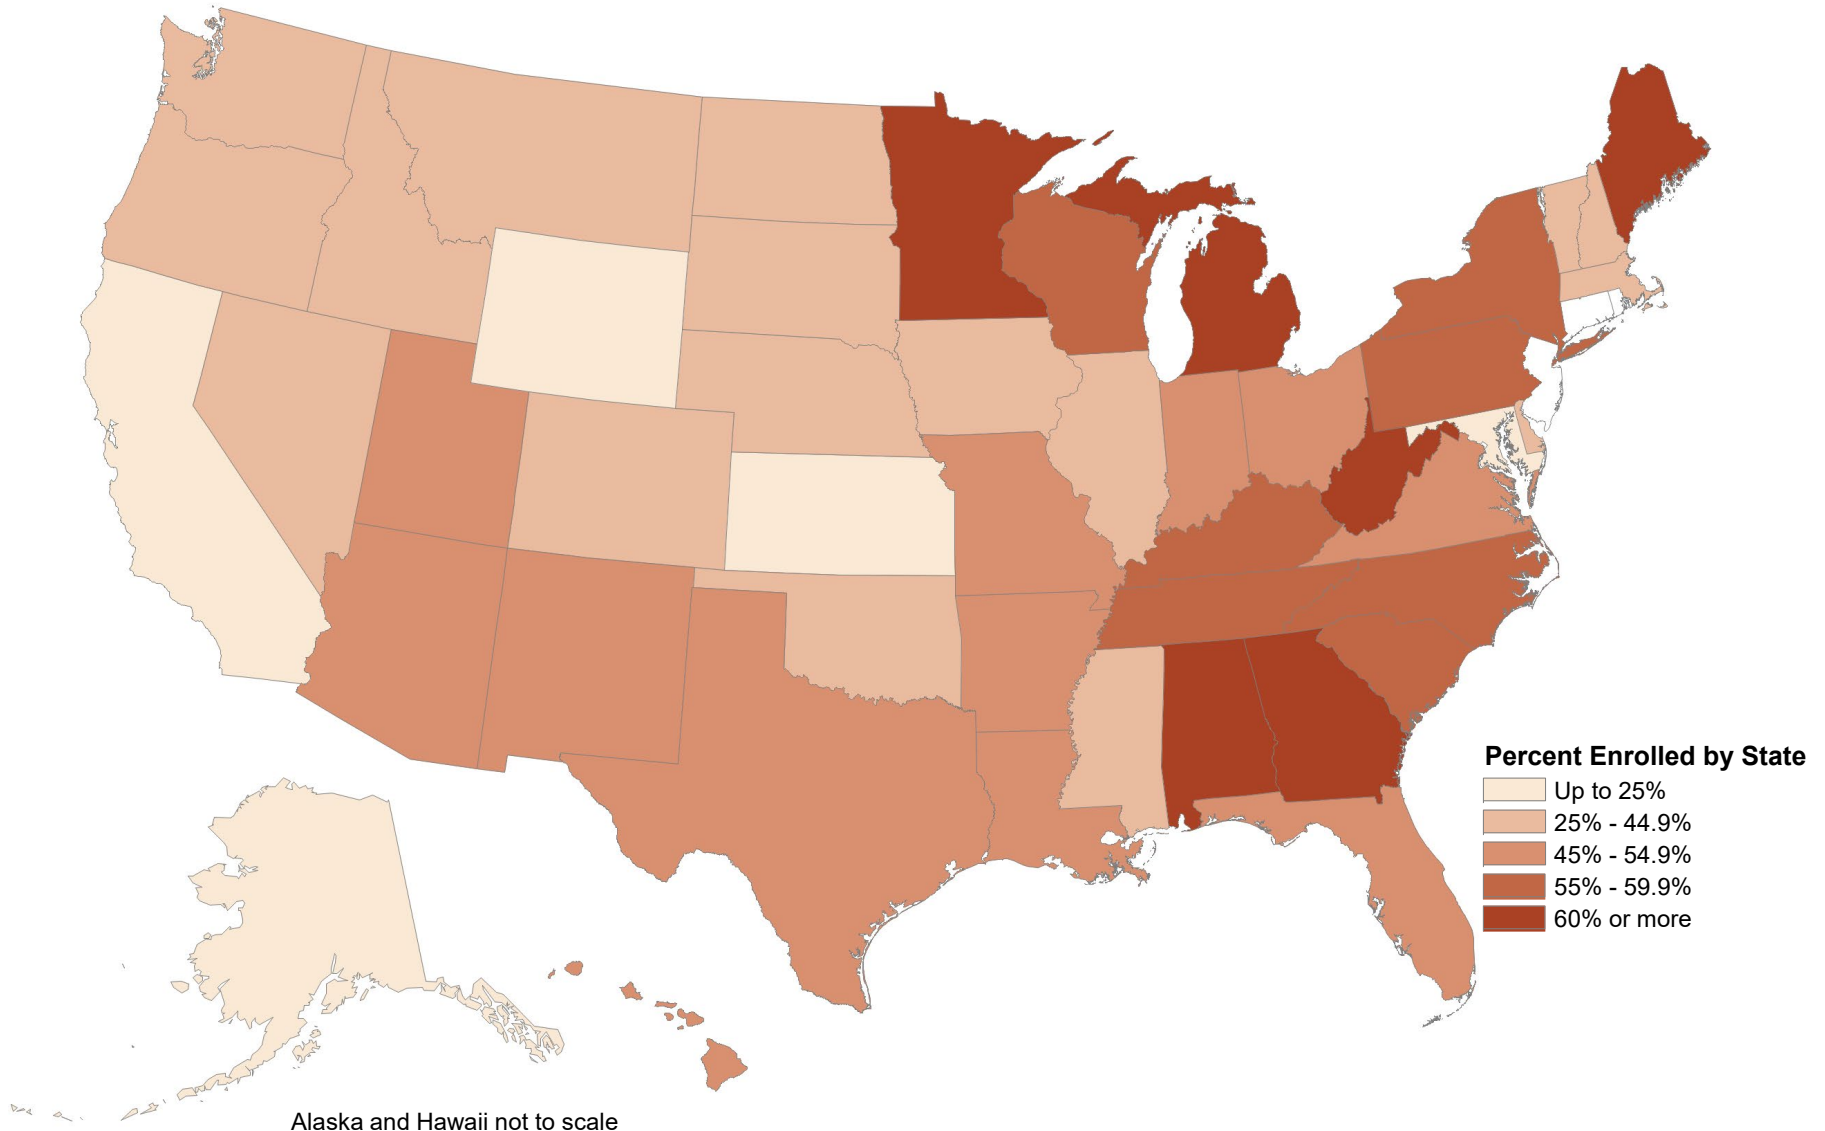 Percent Enrolled by State
Up to 25%
25% - 44.9%
45% - 54.9%
55% - 59.9%
60% or more
Alaska and Hawaii not to scale